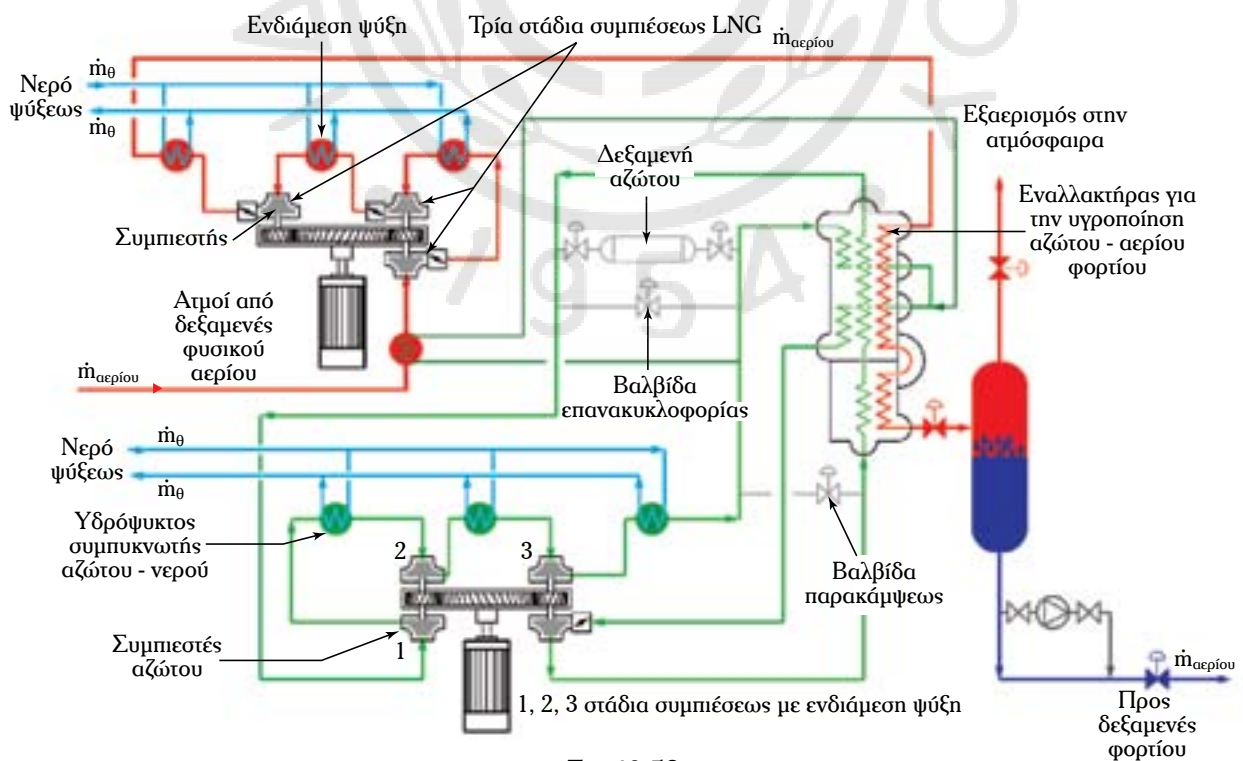 Ενδιάμεση ψύξη
Τρία στάδια συμπιέσεως LNG
ṁαερίου
Νερό
ψύξεως
ṁθ
ṁθ
Εξαερισμός στην
ατμόσφαιρα
Δεξαμενή
αζώτου
Εναλλακτήρας για
την υγροποίηση
αζώτου - αερίου
φορτίου
Συμπιεστής
Ατμοί από
δεξαμενές
φυσικού
αερίου
ṁαερίου
Βαλβίδα
επανακυκλοφορίας
Νερό
ψύξεως
ṁθ
ṁθ
Υδρόψυκτος
συμπυκνωτής
αζώτου - νερού
2
3
Βαλβίδα
παρακάμψεως
Συμπιεστές
αζώτου
1
1, 2, 3 στάδια συμπιέσεως με ενδιάμεση ψύξη
ṁαερίου
Προς
δεξαμενές
φορτίου
1954